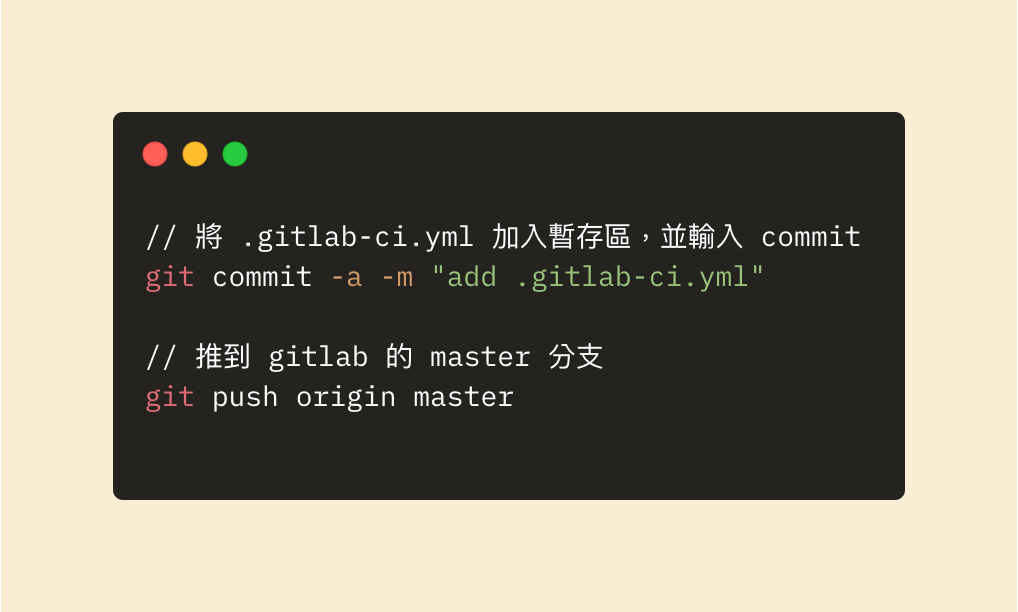 // 將 .gitlab-ci.yml 加入暫存區，並輸入 commit
git commit -a -m "add .gitlab-ci.yml"
// 推到 gitlab 的 master 分支
git push origin master